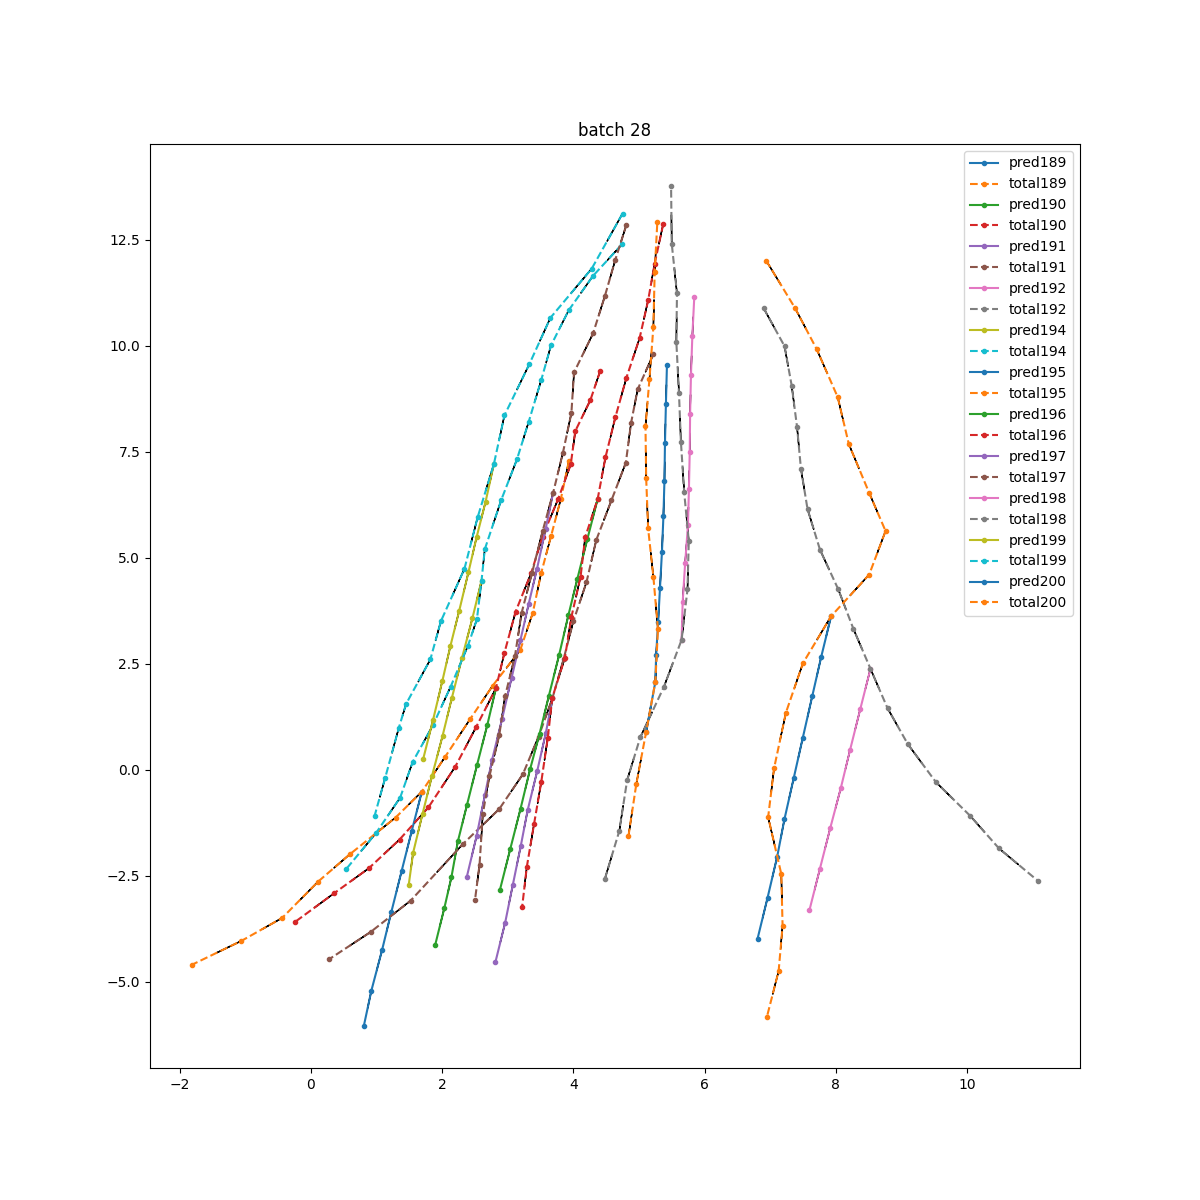 batch 28
pred189
total189
pred190
total190
pred191
total191
pred192
total192
pred194
total194
pred195
total195
pred196
total196
pred197
total197
pred198
total198
pred199
total199
pred200
total200
12.5
10.0
7.5
5.0
2.5
0.0
−2.5
−5.0
−2 0 2 4 6 8 10